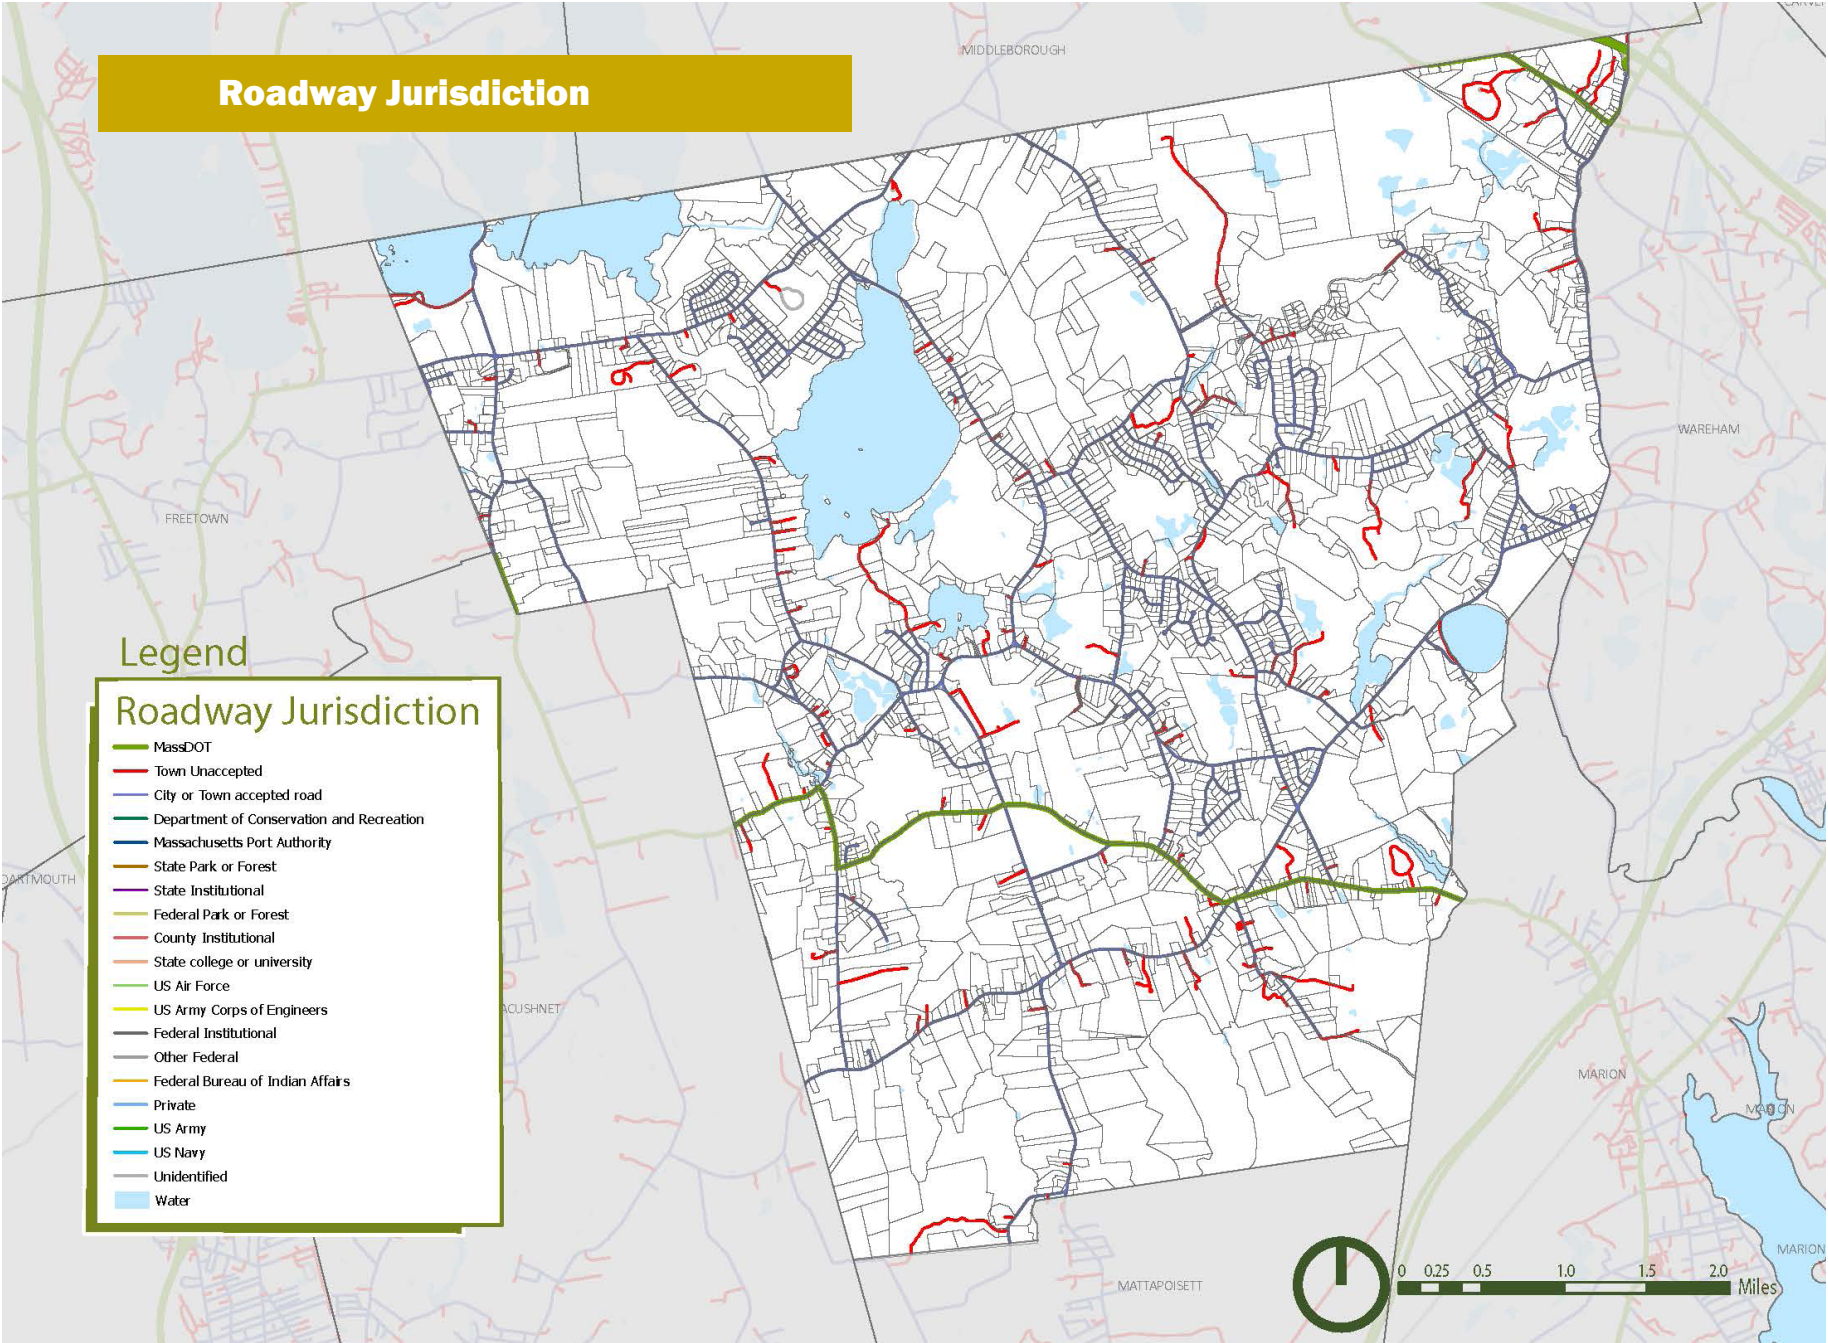 CARVER
MIDDLEBOROUGH
Roadway Jurisdiction
WAREHAM
FREETOWN
Legend
Roadway Jurisdiction
MassDOT
Town Unaccepted
City or Town accepted road
Department of Conservation and Recreation
Massachusetts Port Authority
State Park or Forest
State Institutional
Federal Park or Forest
County Institutional
State college or university
US Air Force
US Army Corps of Engineers
Federal Institutional
Other Federal
Federal Bureau of Indian Affairs
Private
US Army
US Navy
Unidentified
Water
DARTMOUTH
ACUSHNET
MARION
MARION
MARION
MATTAPOISETT
0 0.25 0.5 1.0 1.5 2.0
Miles